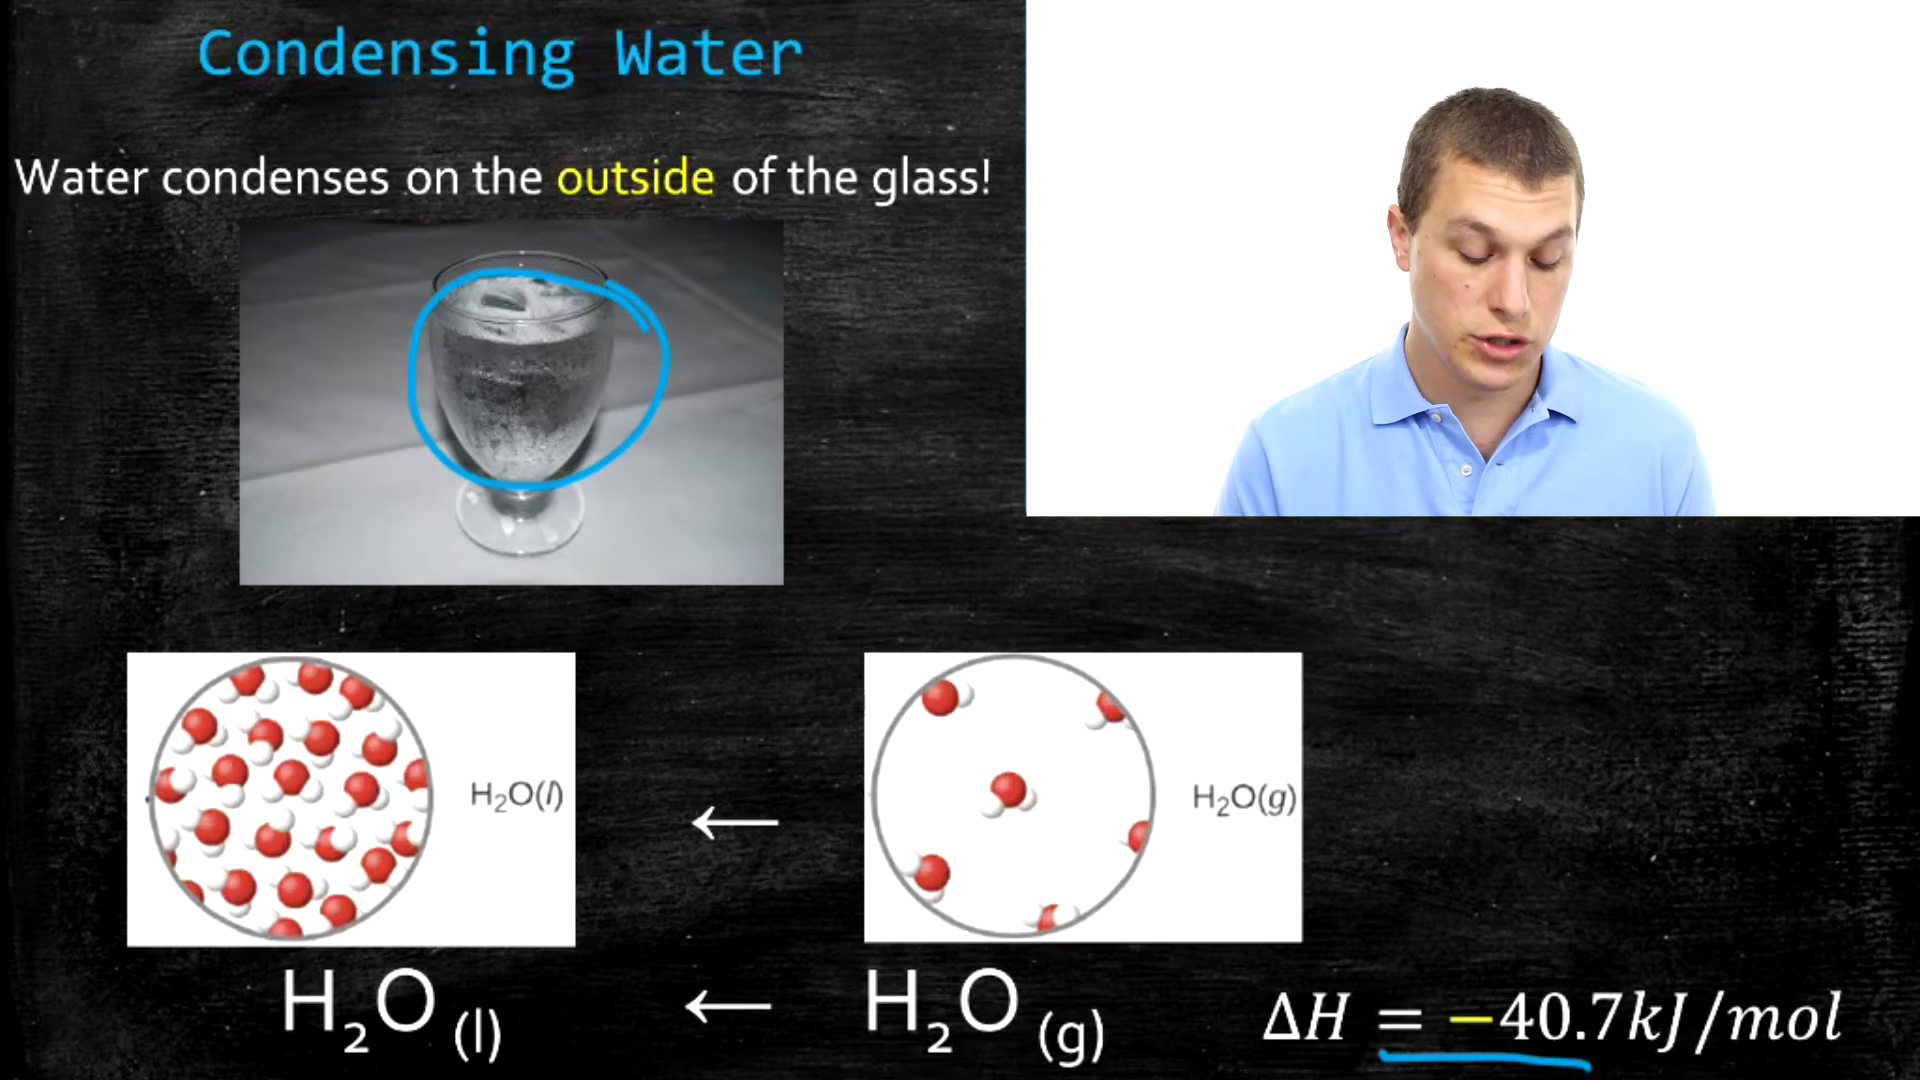 Condensing Water
Water condenses on the outside of the glass!
H₂O(l)
←
H₂O(g)
H₂O (l) ← H₂O (g) ΔH = −40.7kJ/mol